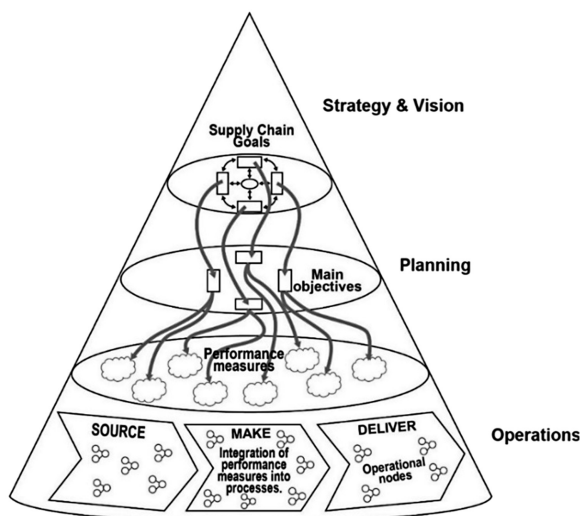 Strategy & Vision
Supply Chain
Goals
Planning
Main
objectives
Performance
measures
Operations
SOURCE
MAKE
Integration of
performance
measures into
processes.
DELIVER
Operational
nodes